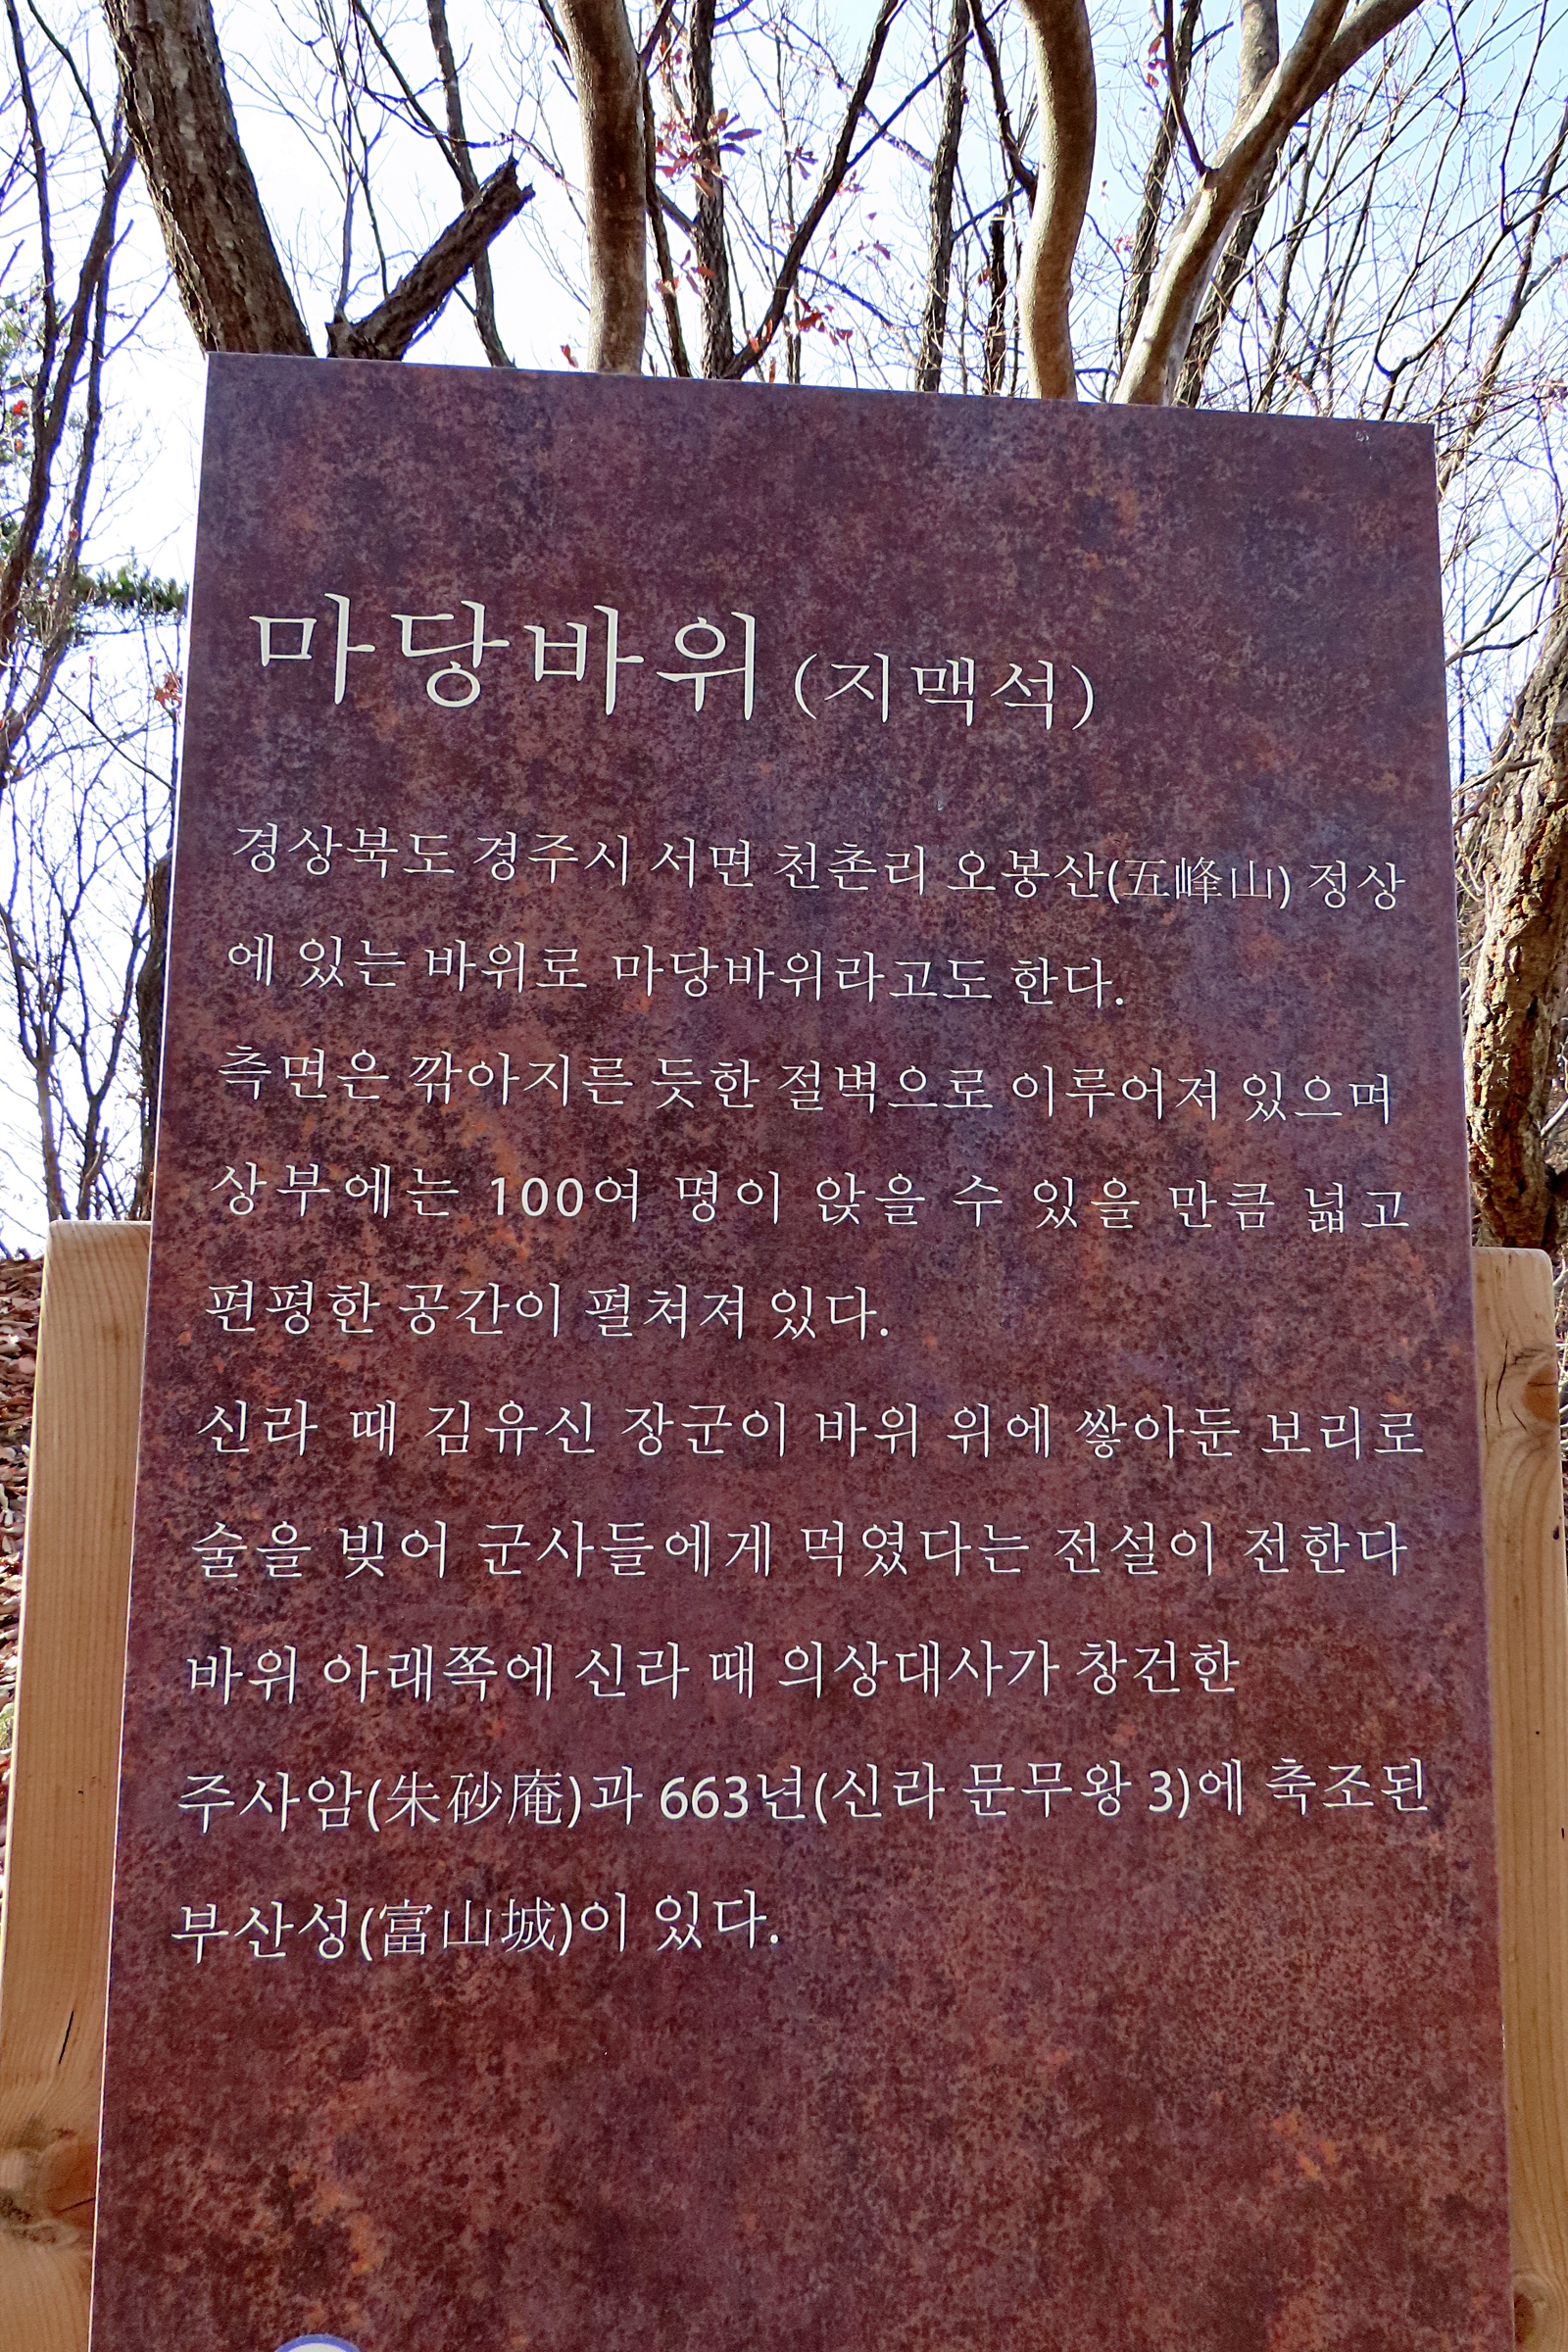 마당바위 (지맥석)
경상북도 경주시 서면 천촌리 오봉산(五峰山) 정상
에 있는 바위로 마당바위라고도 한다.
측면은 깎아지른 듯한 절벽으로 이루어져 있으며
상부에는 100여 명이 앉을 수 있을 만큼 넓고
편평한 공간이 펼쳐져 있다.
신라 때 김유신 장군이 바위 위에 쌓아둔 보리로
술을 빚어 군사들에게 먹였다는 전설이 전한다
바위 아래쪽에 신라 때 의상대사가 창건한
주사암(朱砂庵)과 663년(신라 문무왕 3)에 축조된
부산성(富山城)이 있다.